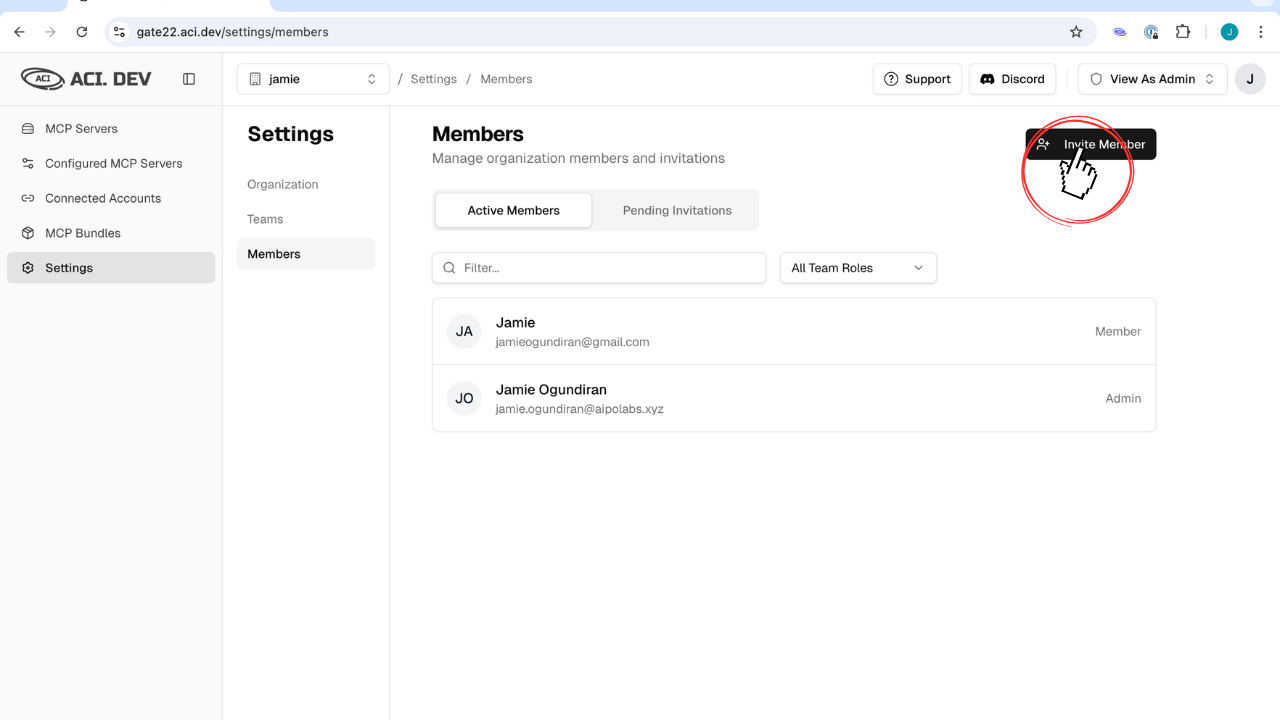 gate22.aci.dev/settings/members
J
ACI
ACI. DEV
jamie
/ Settings / Members
Support
Discord
View As Admin
J
MCP Servers
Configured MCP Servers
Connected Accounts
MCP Bundles
Settings
Settings
Organization
Teams
Members
Members
Manage organization members and invitations
Invite Member
Active Members
Pending Invitations
Filter...
All Team Roles
JA
Jamie
jamieogundiran@gmail.com
Member
JO
Jamie Ogundiran
jamie.ogundiran@aipolabs.xyz
Admin